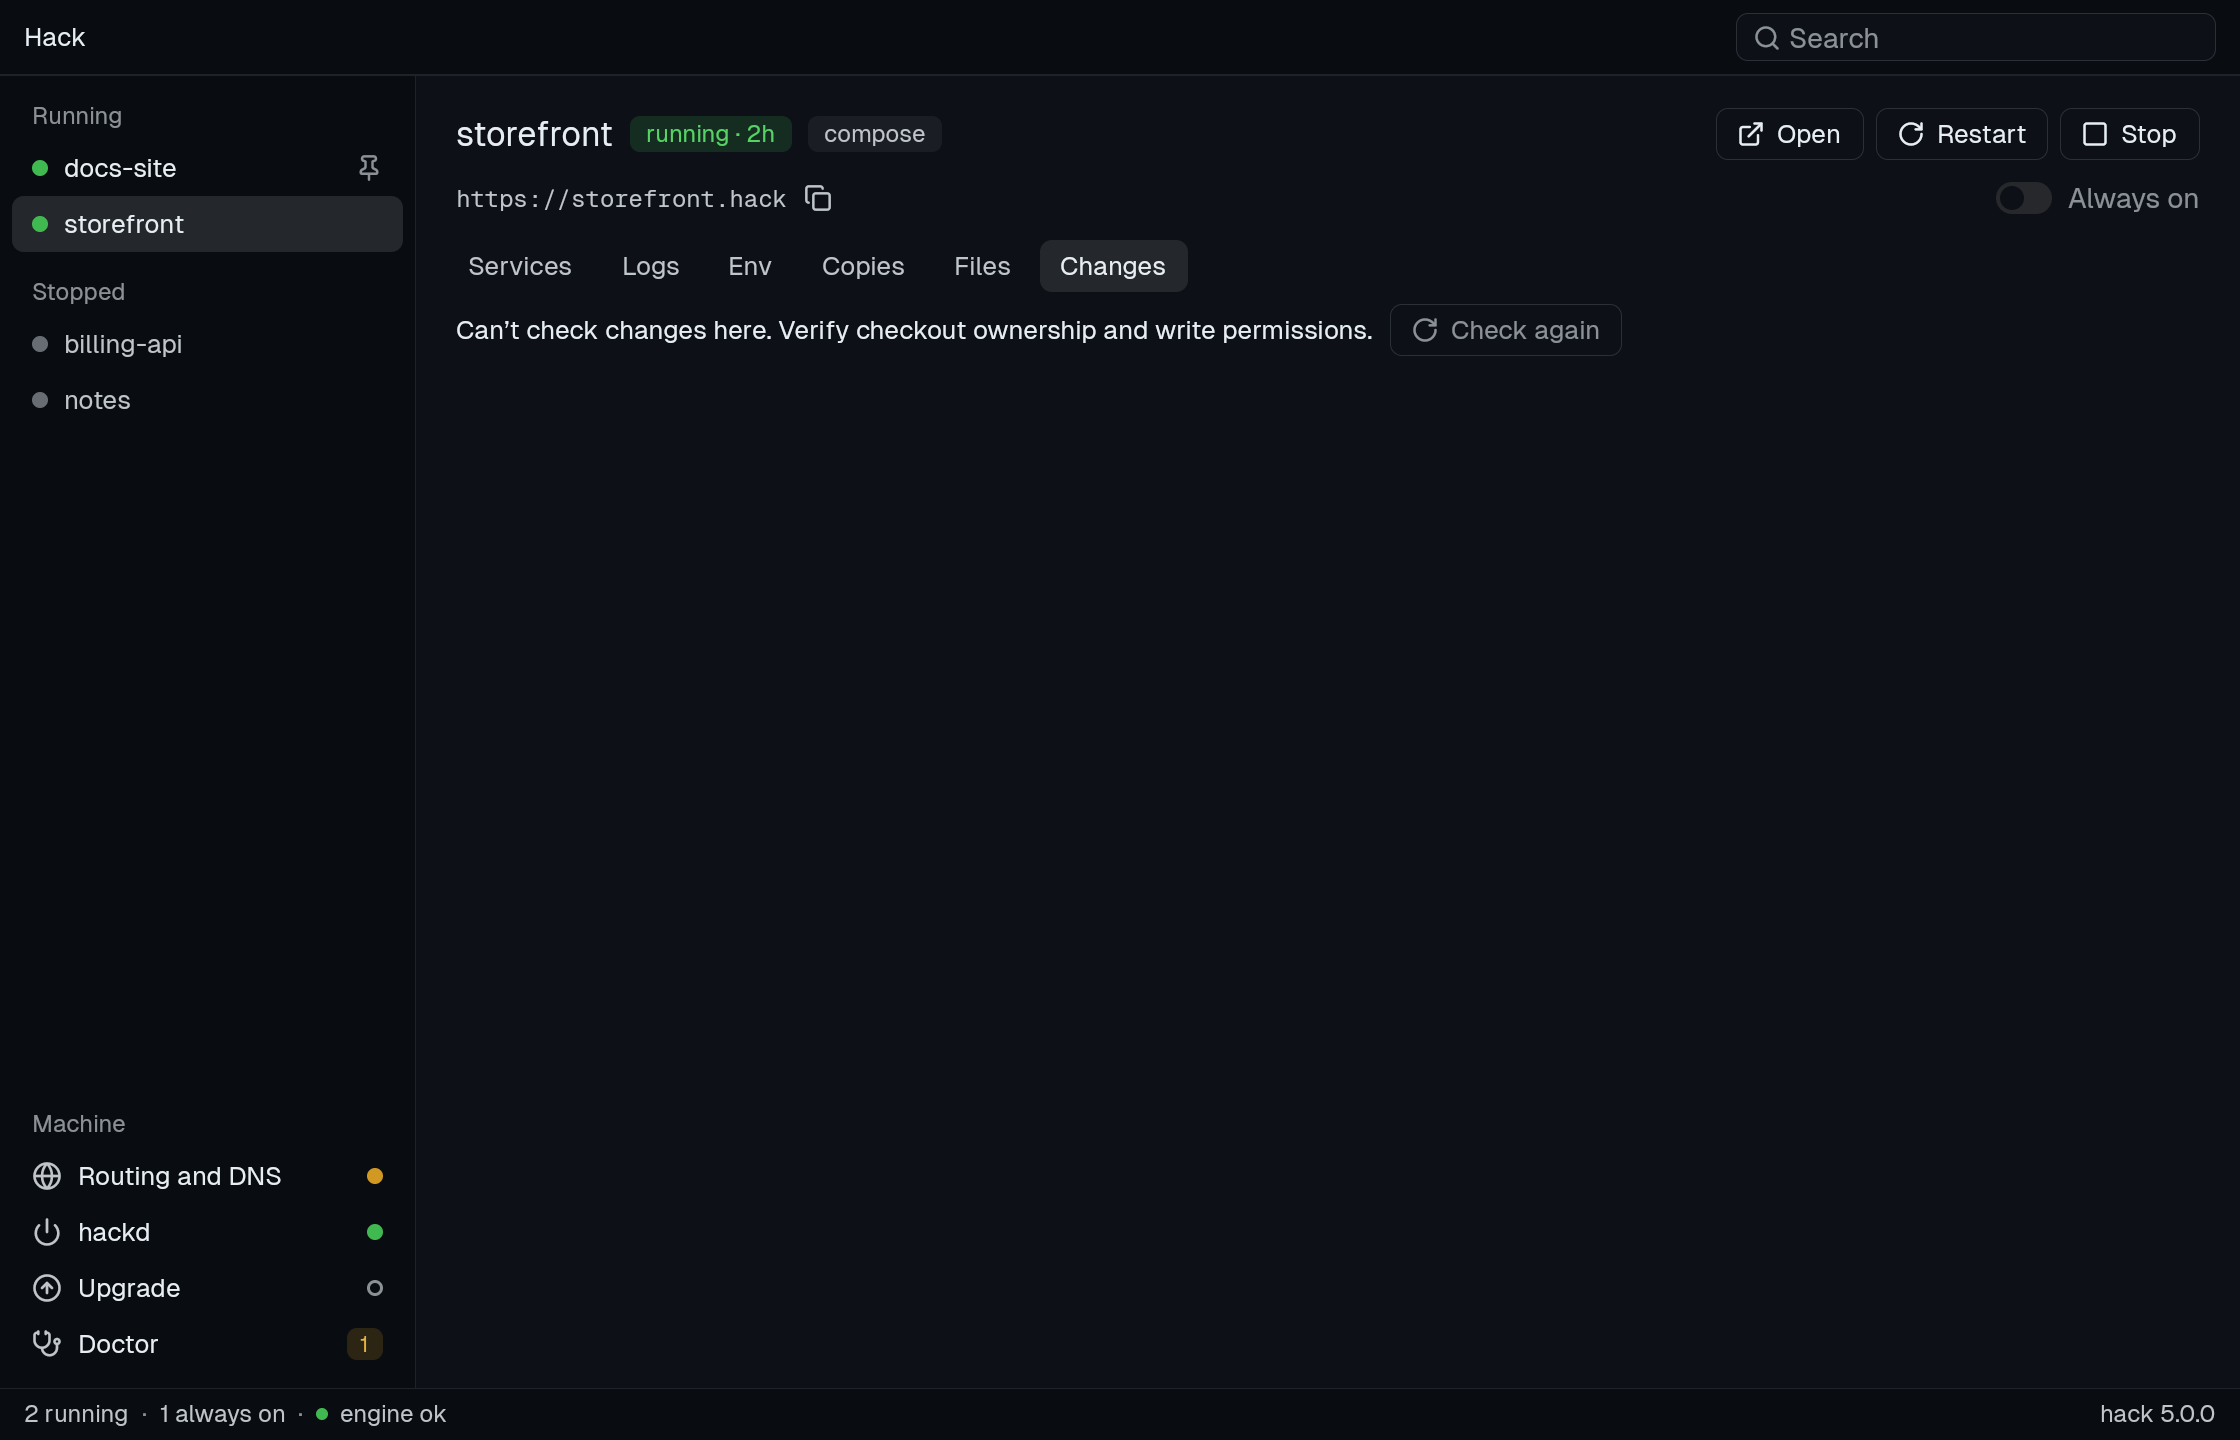 Hack
Search
Running
docs-site
storefront
Stopped
billing-api
notes
storefront
running · 2h
compose
Open
Restart
Stop
https://storefront.hack
Always on
Services
Logs
Env
Copies
Files
Changes
Can’t check changes here. Verify checkout ownership and write permissions.
Check again
Machine
Routing and DNS
hackd
Upgrade
Doctor
1
2 running · 1 always on · engine ok
hack 5.0.0